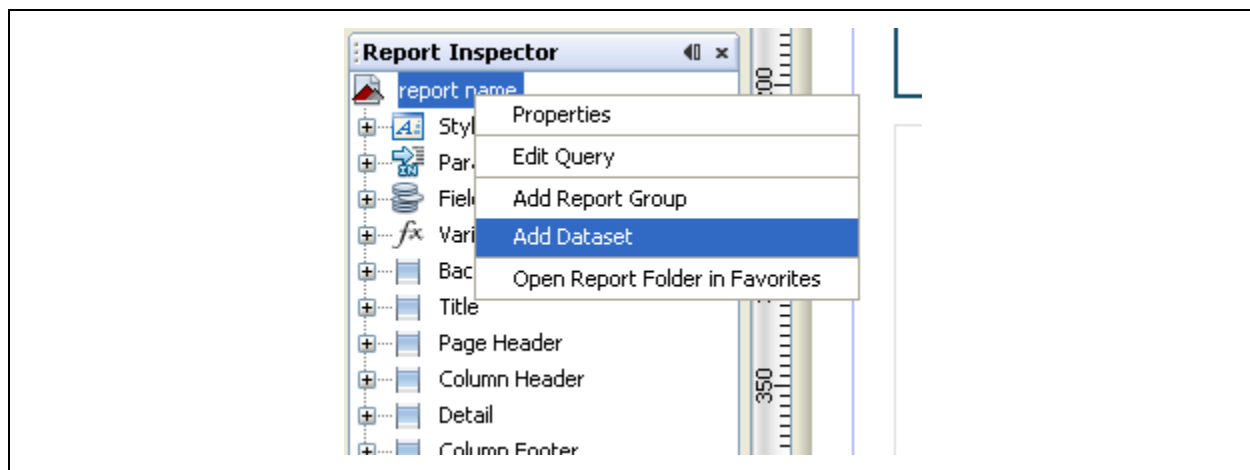 Report Inspector
report name
Properties
Edit Query
Add Report Group
Add Dataset
Open Report Folder in Favorites
Styl
Par
Fiel
Vari
Bac
Title
Page Header
Column Header
Detail
Column Footer
200
350